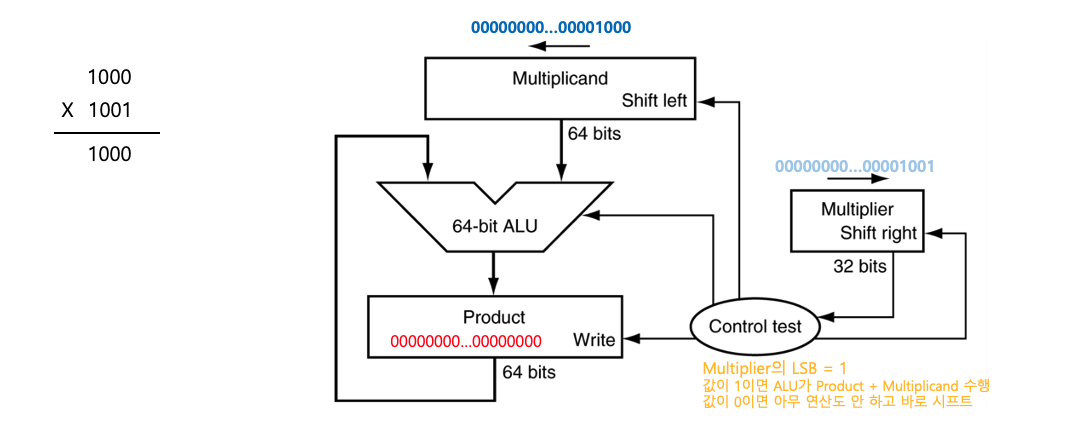 1000
X 1001
1000
00000000...00001000
Multiplicand
Shift left
64 bits
00000000...00001001
Multiplier
Shift right
32 bits
64-bit ALU
Product
00000000...00000000
Write
64 bits
Control test
Multiplier의 LSB = 1
값이 1이면 ALU가 Product + Multiplicand 수행
값이 0이면 아무 연산도 안 하고 바로 시프트